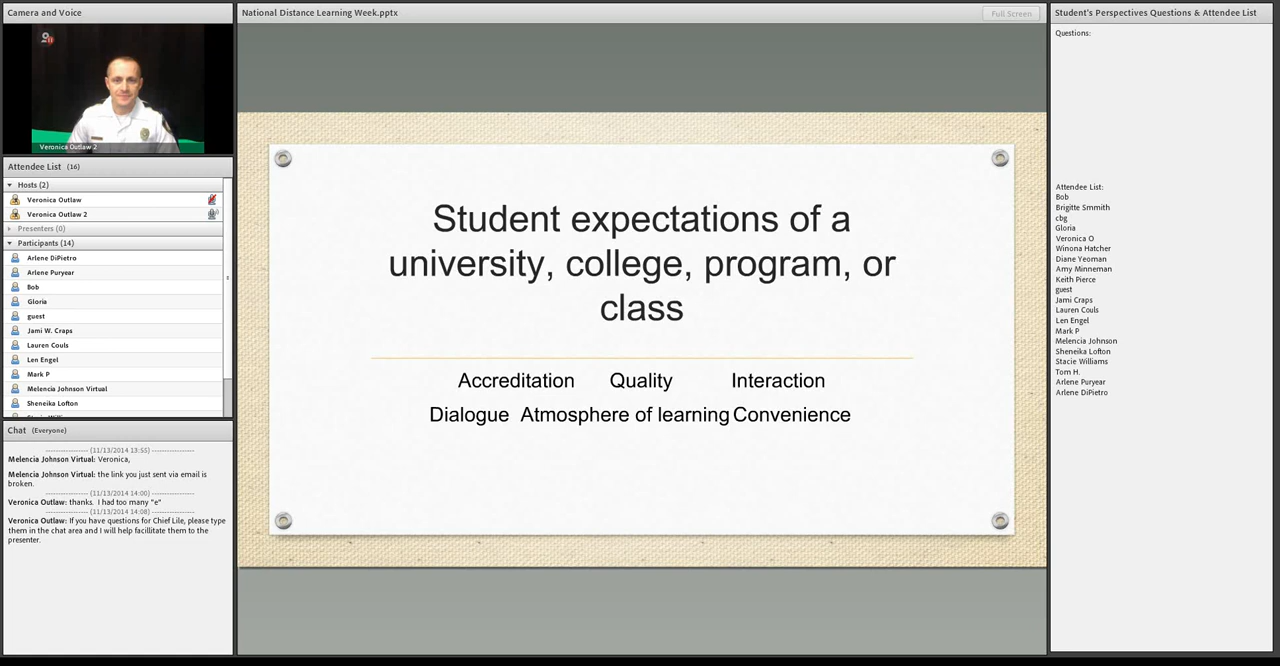 Camera and Voice
Veronica Outlaw 2
Attendee List (16)
Hosts (2)
Veronica Outlaw
Veronica Outlaw 2
Presenters (0)
Participants (14)
Arlene DiPietro
Arlene Puryear
Bob
Gloria
guest
Jami W. Craps
Lauren Couls
Len Engel
Mark P
Melencia Johnson Virtual
Sheneika Lofton
Chat (Everyone)
---------------- (11/13/2014 13:55) ----------------
Melencia Johnson Virtual: Veronica,
Melencia Johnson Virtual: the link you just sent via email is
broken.
---------------- (11/13/2014 14:00) ----------------
Veronica Outlaw: thanks. I had too many "e"
---------------- (11/13/2014 14:08) ----------------
Veronica Outlaw: If you have questions for Chief Lile, please type
them in the chat area and I will help facillitate them to the
presenter.
National Distance Learning Week.pptx
Full Screen
Student expectations of a
university, college, program, or
class
Accreditation Quality Interaction
Dialogue Atmosphere of learning Convenience
Student's Perspectives Questions & Attendee List
Questions:
Attendee List:
Bob
Brigitte Smmith
cbg
Gloria
Veronica O
Winona Hatcher
Diane Yeoman
Amy Minneman
Keith Pierce
guest
Jami Craps
Lauren Couls
Len Engel
Mark P
Melencia Johnson
Sheneika Lofton
Stacie Williams
Tom H.
Arlene Puryear
Arlene DiPietro